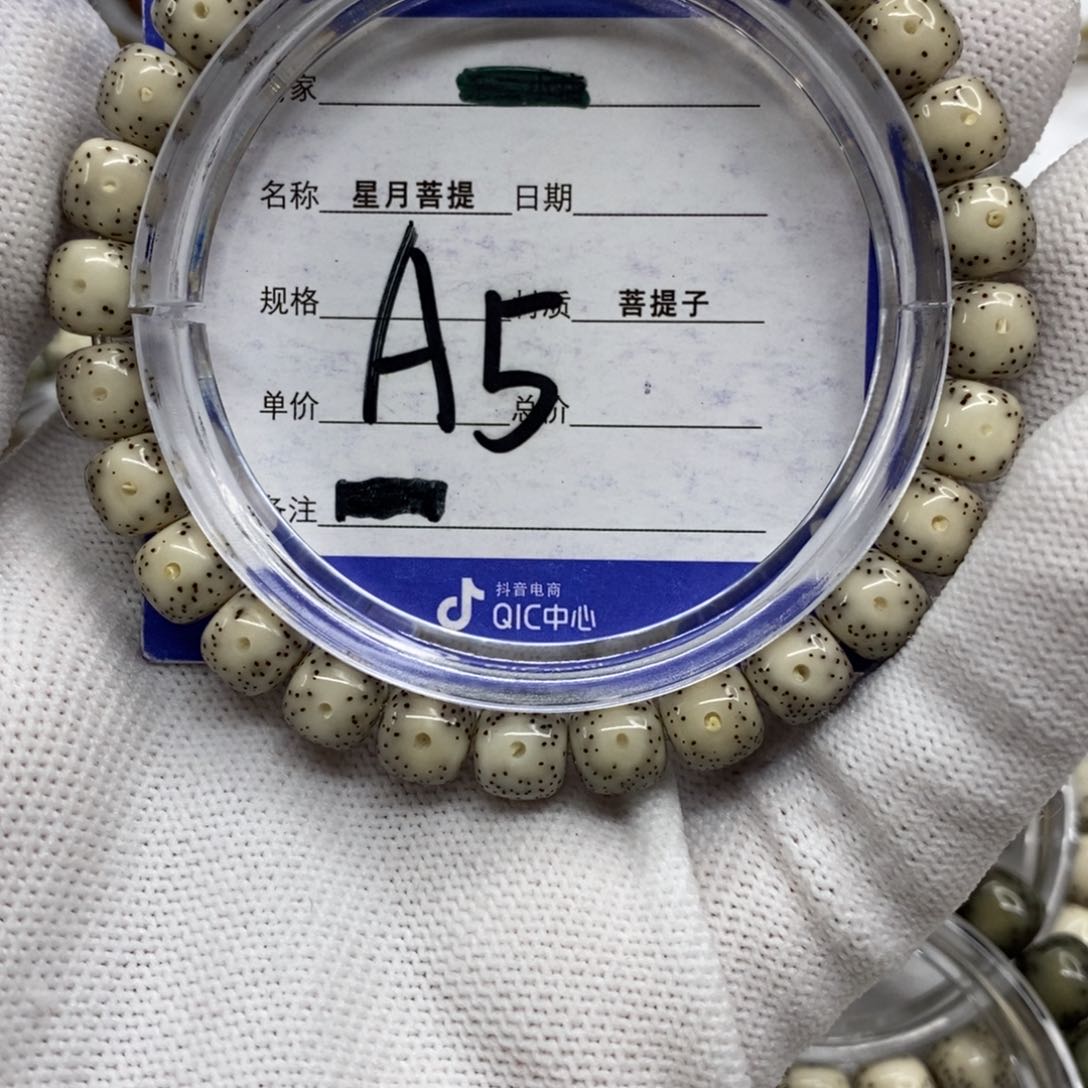 家
名称 星月菩提 日期
规格 材质 菩提子
A5
单价 总价
备注
抖音电商
QIC中心